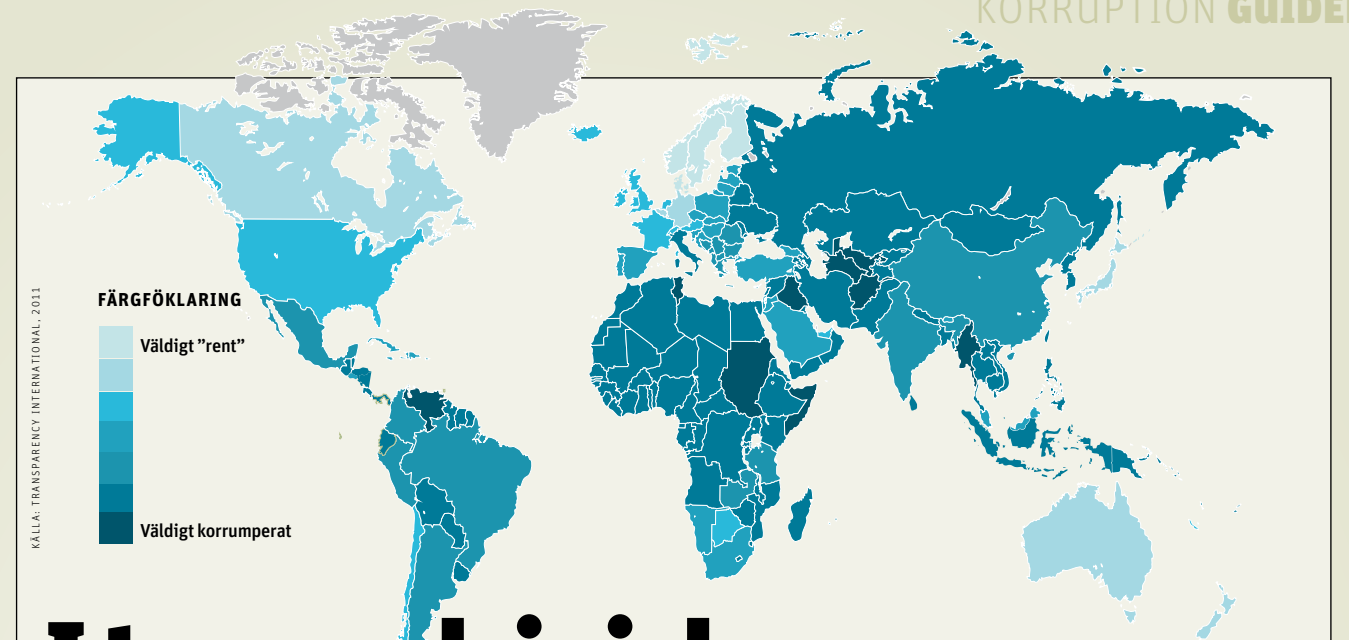 KORRUPTION GUIDE
FÄRGFÖKLARING
Väldigt ”rent”
Väldigt korrumperat
KÄLLA: TRANSPARENCY INTERNATIONAL, 2011